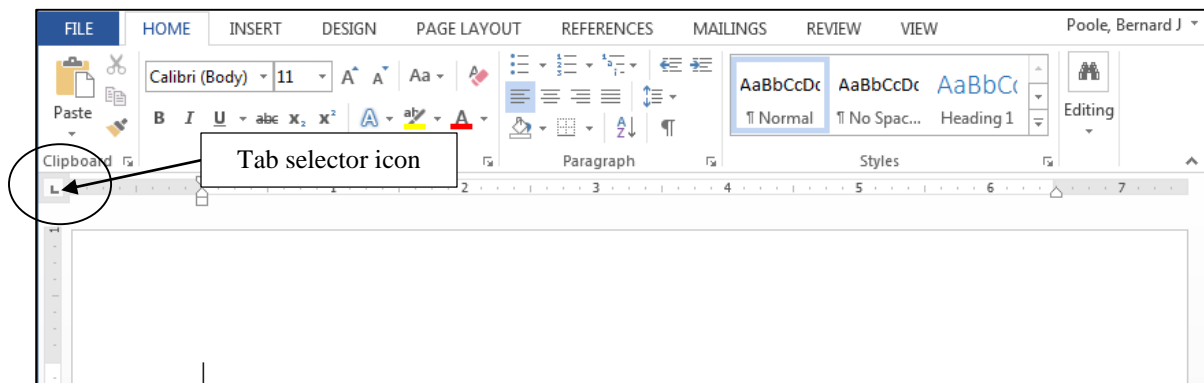 FILE HOME INSERT DESIGN PAGE LAYOUT REFERENCES MAILINGS REVIEW VIEW Poole, Bernard J
Calibri (Body) 11 A A Aa A
AaBbCcDc AaBbCcDc AaBbC
Paste B I U abc X₂ X² A ab A A Z ¶ ¶ Normal ¶ No Spac... Heading 1 Editing
Clipboard Tab selector icon Paragraph Styles
L 1 2 3 4 5 6 7
1